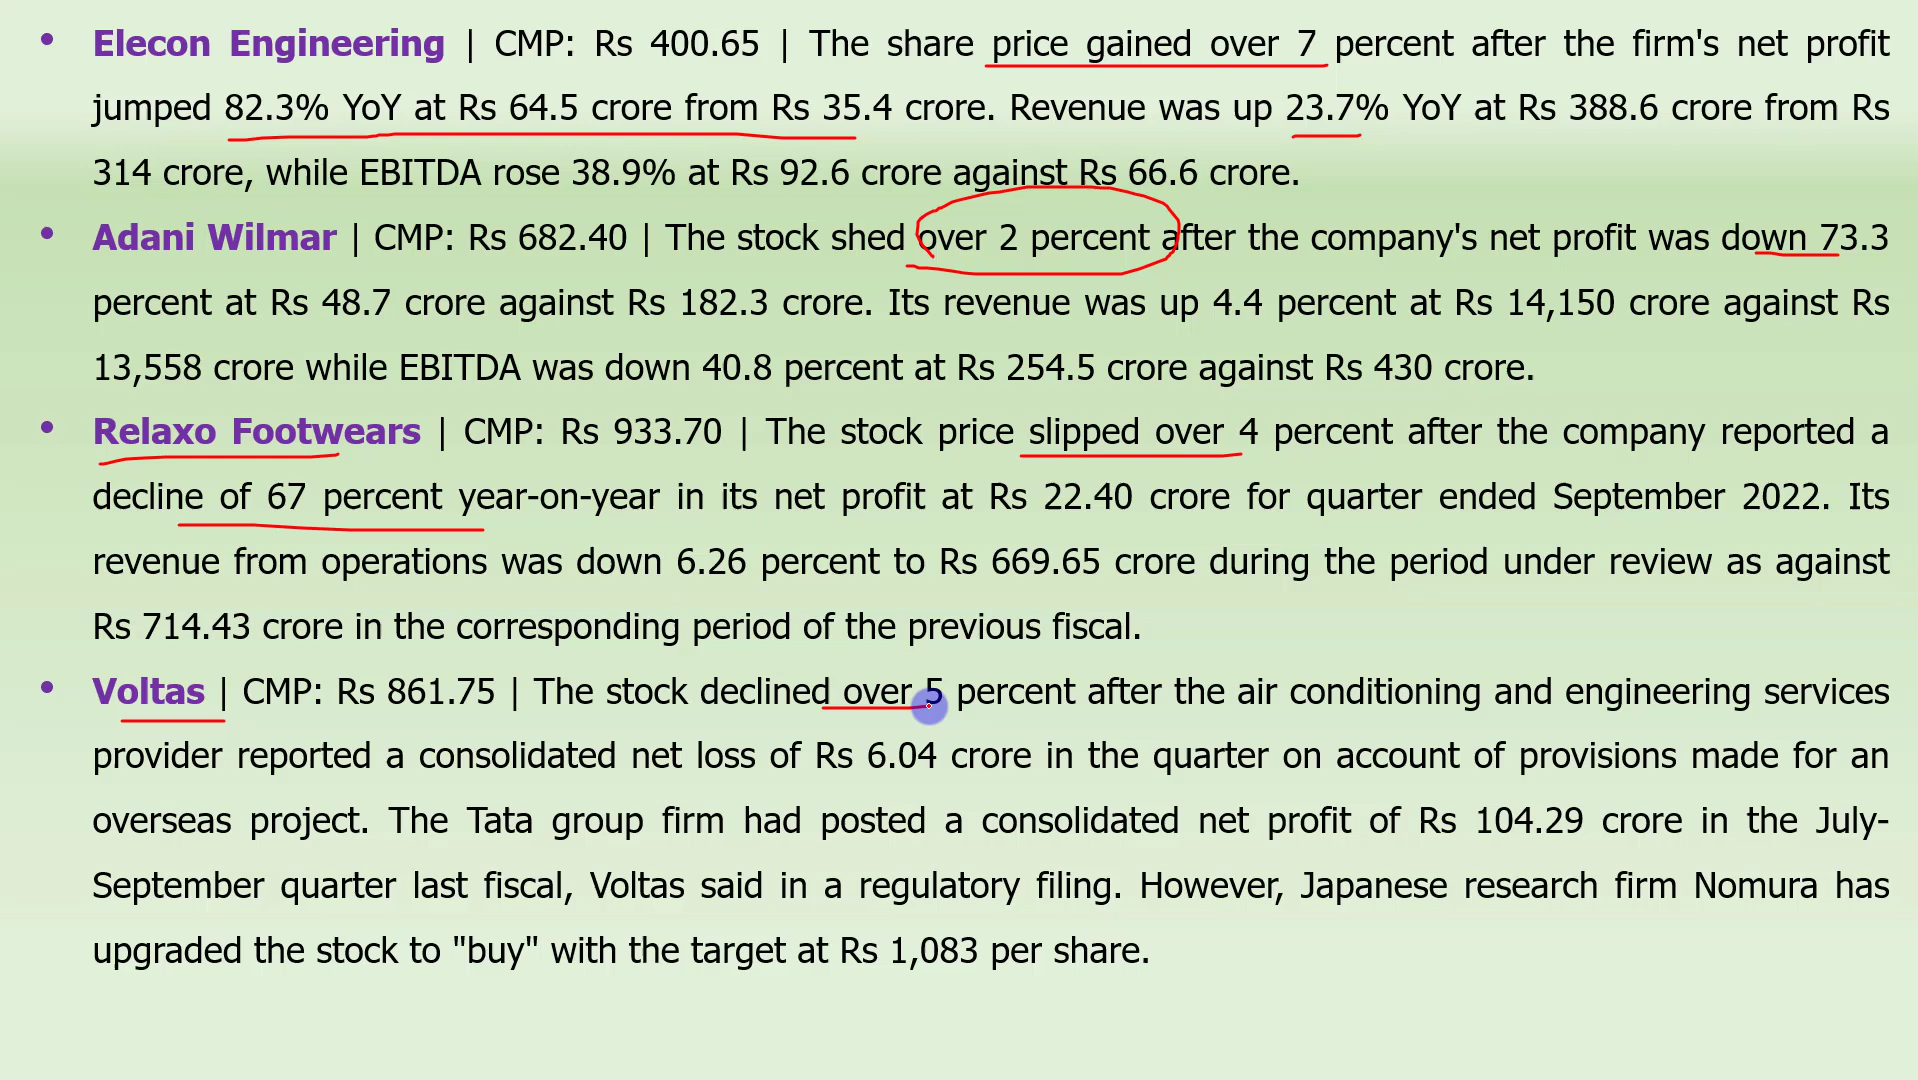 • Elecon Engineering | CMP: Rs 400.65 | The share price gained over 7 percent after the firm's net profit
jumped 82.3% YoY at Rs 64.5 crore from Rs 35.4 crore. Revenue was up 23.7% YoY at Rs 388.6 crore from Rs
314 crore, while EBITDA rose 38.9% at Rs 92.6 crore against Rs 66.6 crore.
• Adani Wilmar | CMP: Rs 682.40 | The stock shed over 2 percent after the company's net profit was down 73.3
percent at Rs 48.7 crore against Rs 182.3 crore. Its revenue was up 4.4 percent at Rs 14,150 crore against Rs
13,558 crore while EBITDA was down 40.8 percent at Rs 254.5 crore against Rs 430 crore.
• Relaxo Footwears | CMP: Rs 933.70 | The stock price slipped over 4 percent after the company reported a
decline of 67 percent year-on-year in its net profit at Rs 22.40 crore for quarter ended September 2022. Its
revenue from operations was down 6.26 percent to Rs 669.65 crore during the period under review as against
Rs 714.43 crore in the corresponding period of the previous fiscal.
• Voltas | CMP: Rs 861.75 | The stock declined over 5 percent after the air conditioning and engineering services
provider reported a consolidated net loss of Rs 6.04 crore in the quarter on account of provisions made for an
overseas project. The Tata group firm had posted a consolidated net profit of Rs 104.29 crore in the July-
September quarter last fiscal, Voltas said in a regulatory filing. However, Japanese research firm Nomura has
upgraded the stock to "buy" with the target at Rs 1,083 per share.